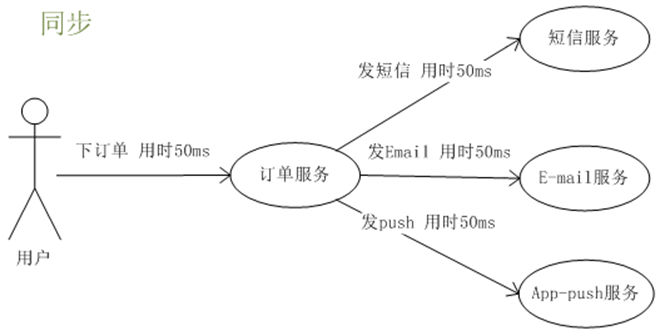 同步
短信服务
发短信 用时50ms
下订单 用时50ms
发Email 用时50ms
订单服务
E-mail服务
发push 用时50ms
用户
App-push服务